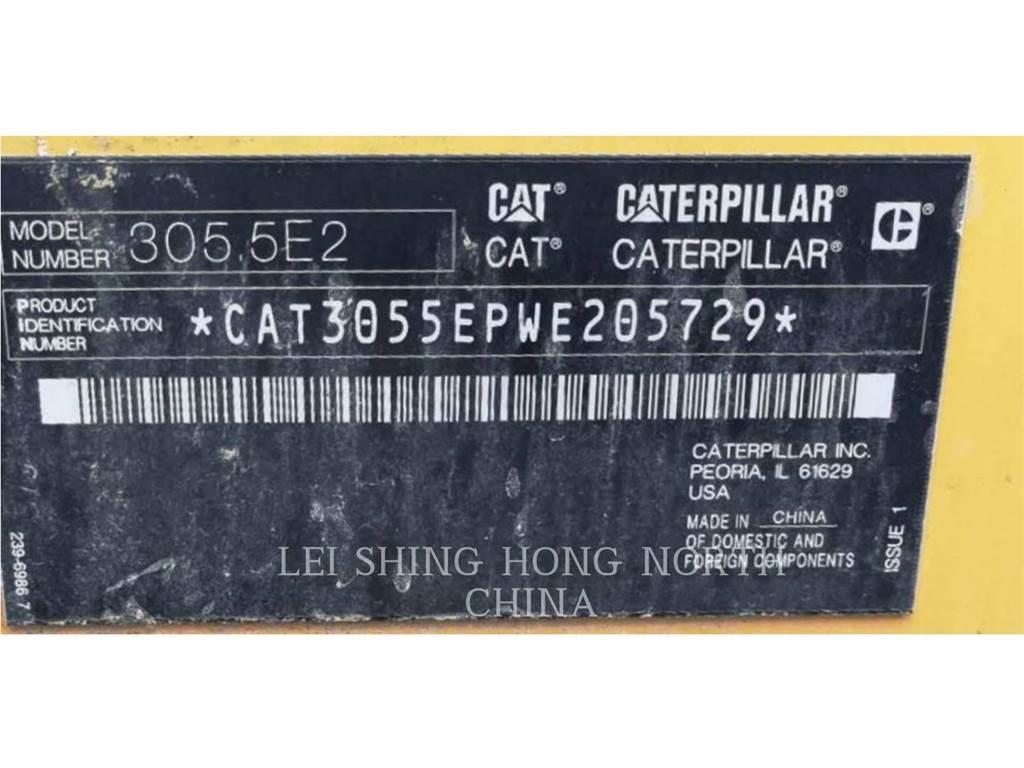 CAT® CATERPILLAR®
CAT® CATERPILLAR®
MODEL NUMBER 305.5E2
PRODUCT IDENTIFICATION NUMBER *CAT3055EPWE205729*
CATERPILLAR INC.
PEORIA, IL 61629
USA
MADE IN CHINA
OF DOMESTIC AND
FOREIGN COMPONENTS
ISSUE 1
239-6986 7
LEI SHING HONG NORTH
CHINA